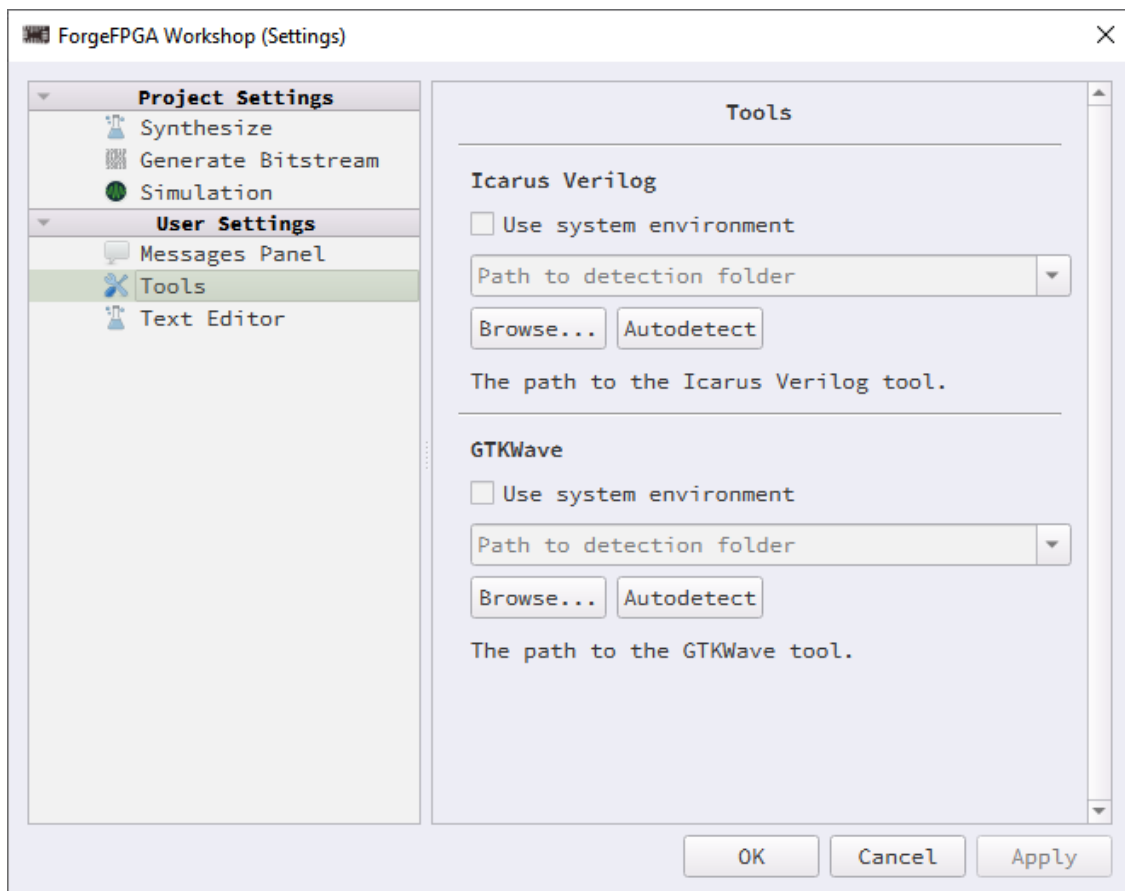 ForgeFPGA Workshop (Settings)
Project Settings
Synthesize
Generate Bitstream
Simulation
User Settings
Messages Panel
Tools
Text Editor
Tools
Icarus Verilog
Use system environment
Path to detection folder
Browse... Autodetect
The path to the Icarus Verilog tool.
GTKWave
Use system environment
Path to detection folder
Browse... Autodetect
The path to the GTKWave tool.
OK Cancel Apply